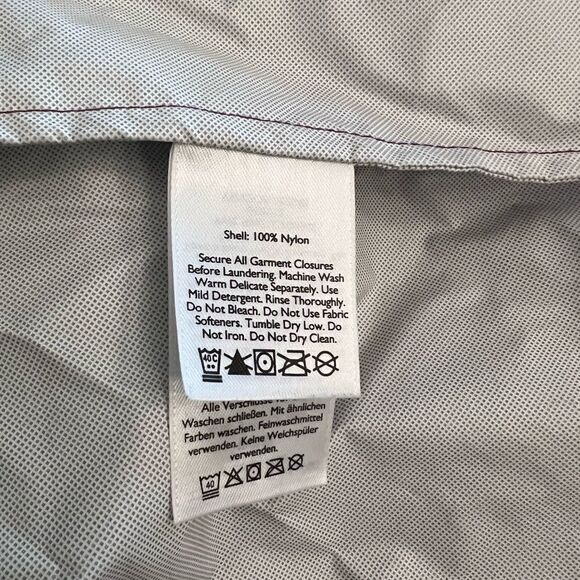 Shell: 100% Nylon
Secure All Garment Closures
Before Laundering. Machine Wash
Warm Delicate Separately. Use
Mild Detergent. Rinse Thoroughly.
Do Not Bleach. Do Not Use Fabric
Softeners. Tumble Dry Low. Do
Not Iron. Do Not Dry Clean.
40C
Alle Verschlüsse
Waschen schließen. Mit ähnlichen
Farben waschen. Feinwaschmittel
verwenden. Keine Weichspüler
verwenden.
40